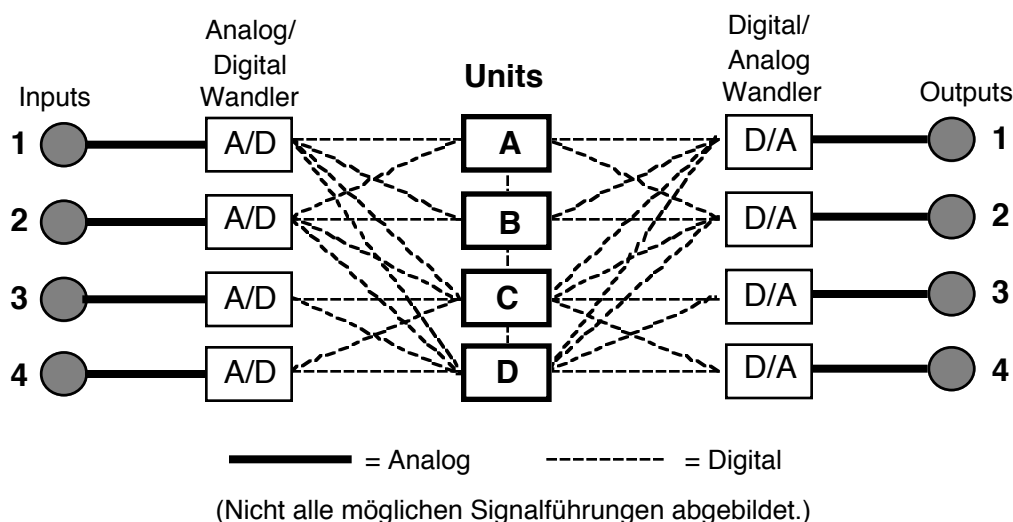 Analog/
Digital
Wandler
Digital/
Analog
Wandler
Units
Inputs
Outputs
1 A/D A D/A 1
2 A/D B D/A 2
3 A/D C D/A 3
4 A/D D D/A 4
= Analog = Digital
(Nicht alle möglichen Signalführungen abgebildet.)